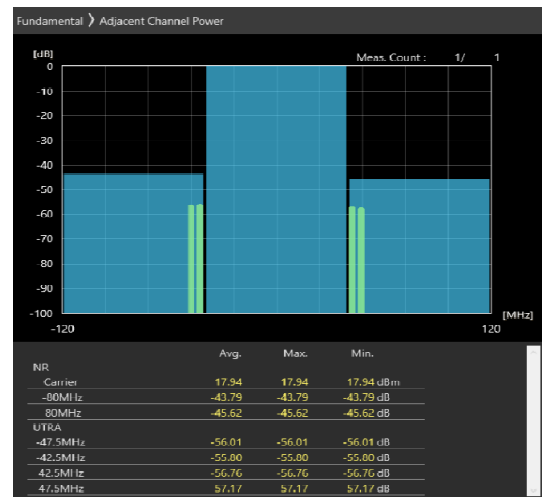 Fundamental ❯ Adjacent Channel Power
[dB]
Meas. Count : 1/ 1
0
-10
-20
-30
-40
-50
-60
-70
-80
-90
-100
[MHz]
-120 120
Avg. Max. Min.
NR
Carrier 17.94 17.94 17.94 dBm
-80MHz -43.79 -43.79 -43.79 dB
80MHz -45.62 -45.62 -45.62 dB
UTRA
-47.5MHz -56.01 -56.01 -56.01 dB
-42.5MHz -55.80 -55.80 -55.80 dB
42.5MHz -56.76 -56.76 -56.76 dB
47.5MHz 57.17 57.17 57.17 dB